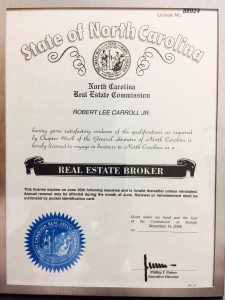 LICENSE NO. 88924
State of North Carolina
North Carolina
Real Estate Commission
ROBERT LEE CARROLL JR
having given satisfactory evidence of the qualifications as required
by Chapter 93A of the General Statutes of North Carolina is
hereby licensed to engage in business in North Carolina as a
REAL ESTATE BROKER
This license expires on June 30th following issuance and is invalid thereafter unless reinstated.
Annual renewal may be effected during the month of June. Renewal or reinstatement shall be evidenced
by pocket identification card.
Given under the hand and the Seal
of the Commission at Raleigh
November 14, 2006
Phillip T. Fisher
Executive Director